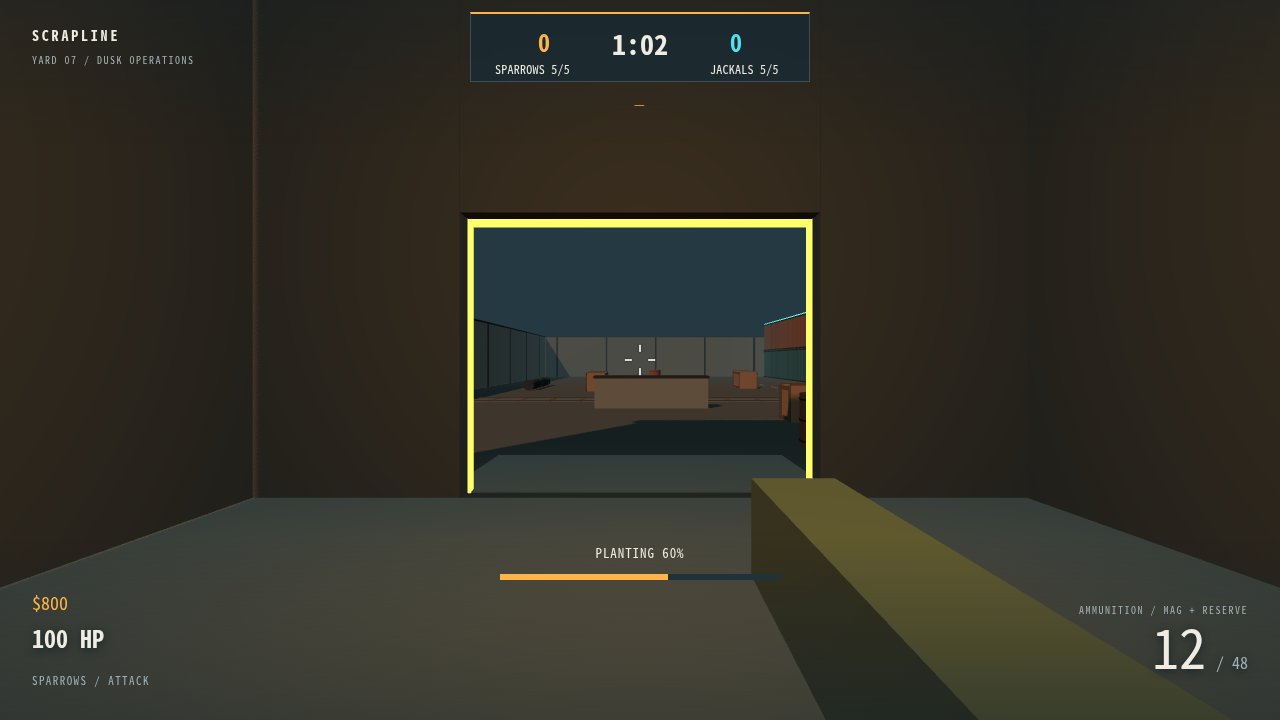 SCRAPLINE
YARD 07 / DUSK OPERATIONS
0 1:02 0
SPARROWS 5/5 JACKALS 5/5
PLANTING 60%
$800
100 HP
SPARROWS / ATTACK
AMMUNITION / MAG + RESERVE
12 / 48